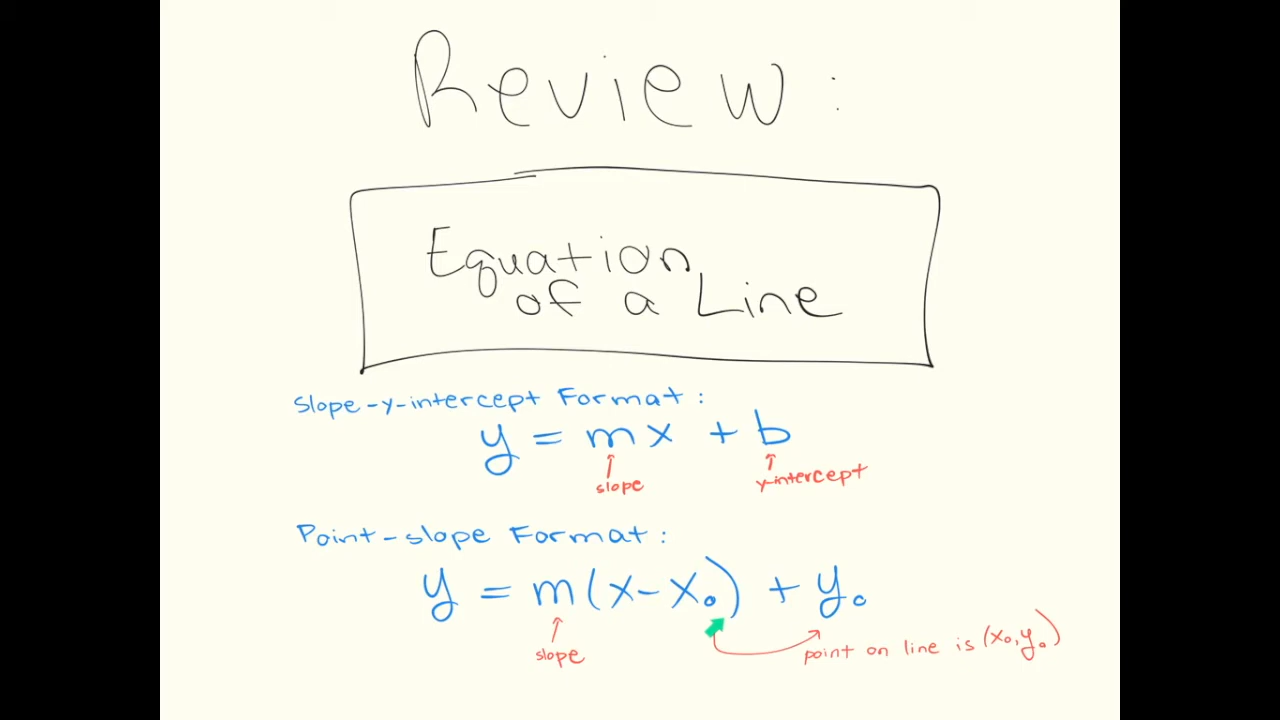 Review:
Equation
of a Line
Slope-y-intercept Format:
y = mx + b
slope
y-intercept
Point-slope Format:
y = m(x-x₀) + y₀
slope
point on line is (x₀,y₀)